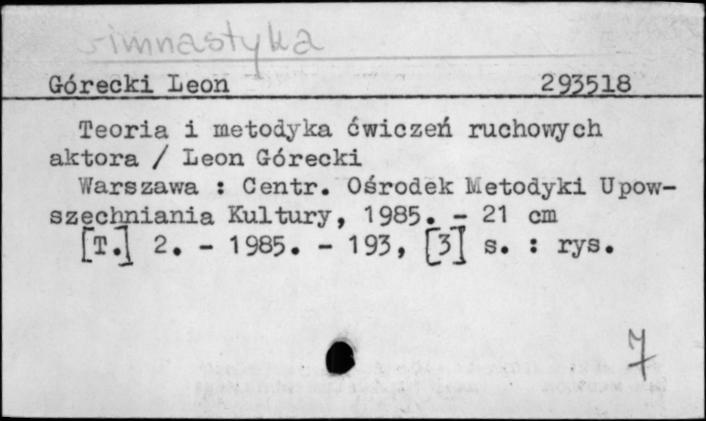 Gimnastyka
Górecki Leon 293518
Teoria i metodyka ćwiczeń ruchowych
aktora / Leon Górecki
Warszawa : Centr. Ośrodek Metodyki Upow-
szechniania Kultury, 1985. - 21 cm
[T.] 2. - 1985. - 193, [3] s. : rys.
7